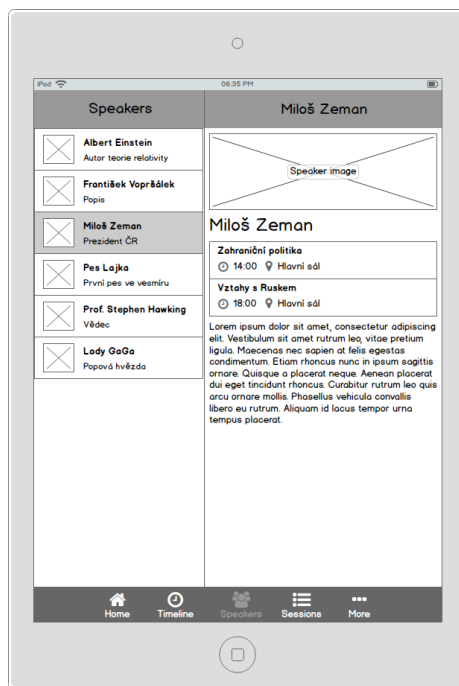 iPod
06:35 PM
Speakers
Albert Einstein
Autor teorie relativity
František Vopršálek
Popis
Miloš Zeman
Prezident ČR
Pes Lajka
První pes ve vesmíru
Prof. Stephen Hawking
Vědec
Lady GaGa
Popová hvězda
Miloš Zeman
Speaker image
Miloš Zeman
Zahraniční politika
14:00 Hlavní sál
Vztahy s Ruskem
18:00 Hlavní sál
Lorem ipsum dolor sit amet, consectetur adipiscing
elit. Vestibulum sit amet rutrum leo, vitae pretium
ligula. Maecenas nec sapien at felis egestas
condimentum. Etiam rhoncus nunc in ipsum sagittis
ornare. Quisque a placerat neque. Aenean placerat
dui eget tincidunt rhoncus. Curabitur rutrum leo quis
arcu ornare mollis. Phasellus vehicula convallis
libero eu rutrum. Aliquam id lacus tempor urna
tempus placerat.
Home Timeline Speakers Sessions More